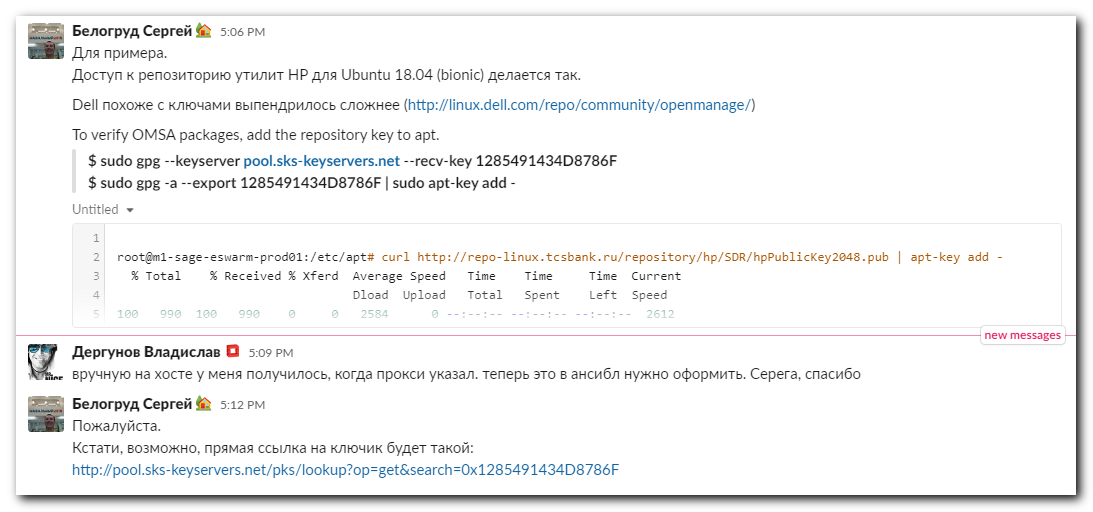 Белогруд Сергей 5:06 PM
Для примера.
Доступ к репозиторию утилит HP для Ubuntu 18.04 (bionic) делается так.
Dell похоже с ключами выпендрилось сложнее (http://linux.dell.com/repo/community/openmanage/)
To verify OMSA packages, add the repository key to apt.
$ sudo gpg --keyserver pool.sks-keyservers.net --recv-key 1285491434D8786F
$ sudo gpg -a --export 1285491434D8786F | sudo apt-key add -
Untitled
1
2 root@m1-sage-eswarm-prod01:/etc/apt# curl http://repo-linux.tcsbank.ru/repository/hp/SDR/hpPublicKey2048.pub | apt-key add -
3 % Total % Received % Xferd Average Speed Time Time Time Current
4 Dload Upload Total Spent Left Speed
5 100 990 100 990 0 0 2584 0 --:--:-- --:--:-- --:--:-- 2612
new messages
Дергунов Владислав 5:09 PM
вручную на хосте у меня получилось, когда прокси указал. теперь это в ансибл нужно оформить. Серега, спасибо
Белогруд Сергей 5:12 PM
Пожалуйста.
Кстати, возможно, прямая ссылка на ключик будет такой:
http://pool.sks-keyservers.net/pks/lookup?op=get&search=0x1285491434D8786F